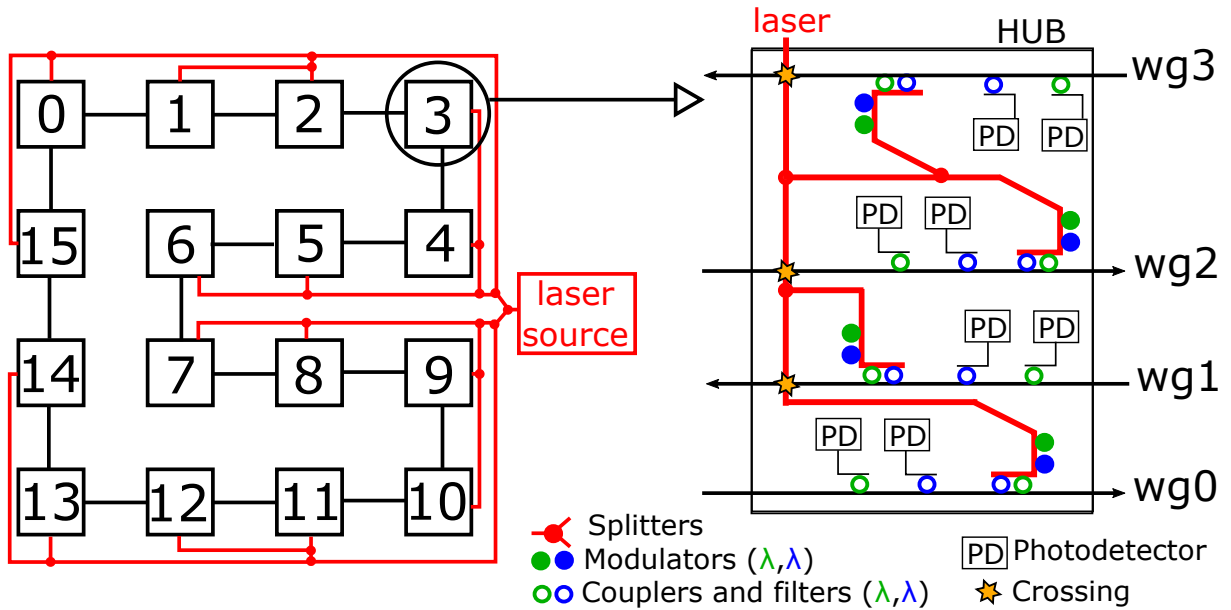 laser
HUB
wg3
0
1
2
3
PD
PD
15
6
5
4
PD
PD
wg2
laser
source
PD
PD
14
7
8
9
wg1
PD
PD
13
12
11
10
wg0
Splitters
Modulators (λ,λ)
PD Photodetector
Couplers and filters (λ,λ)
Crossing